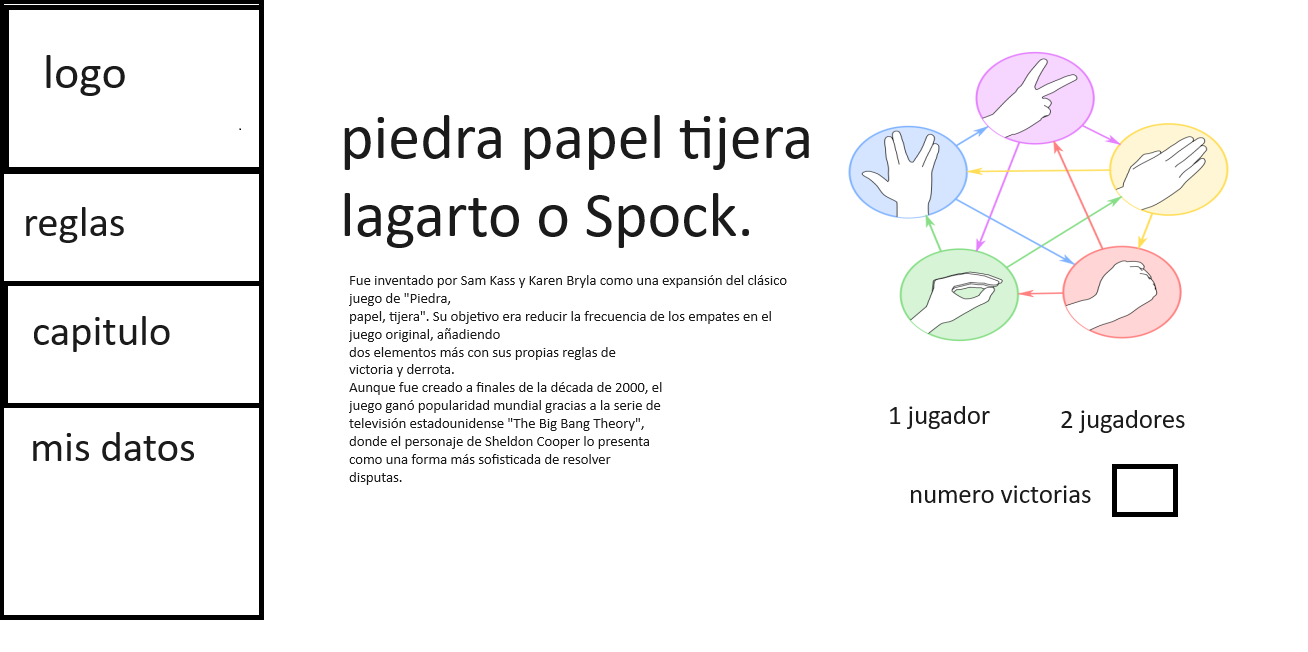 logo
reglas
capitulo
mis datos
piedra papel tijera
lagarto o Spock.
Fue inventado por Sam Kass y Karen Bryla como una expansión del clásico
juego de "Piedra,
papel, tijera". Su objetivo era reducir la frecuencia de los empates en el
juego original, añadiendo
dos elementos más con sus propias reglas de
victoria y derrota.
Aunque fue creado a finales de la década de 2000, el
juego ganó popularidad mundial gracias a la serie de
televisión estadounidense "The Big Bang Theory",
donde el personaje de Sheldon Cooper lo presenta
como una forma más sofisticada de resolver
disputas.
1 jugador
2 jugadores
numero victorias